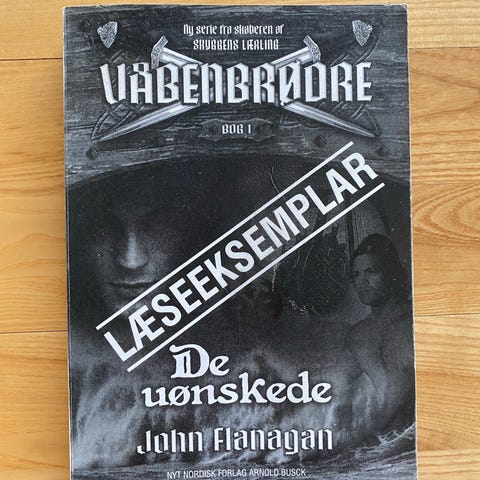 Ny serie fra skaberen af
SKYGGENS LÆRLING
VÅBENBRØDRE
BOG 1
LÆSEEKSEMPLAR
De
uønskede
John Flanagan
NYT NORDISK FORLAG ARNOLD BUSCK